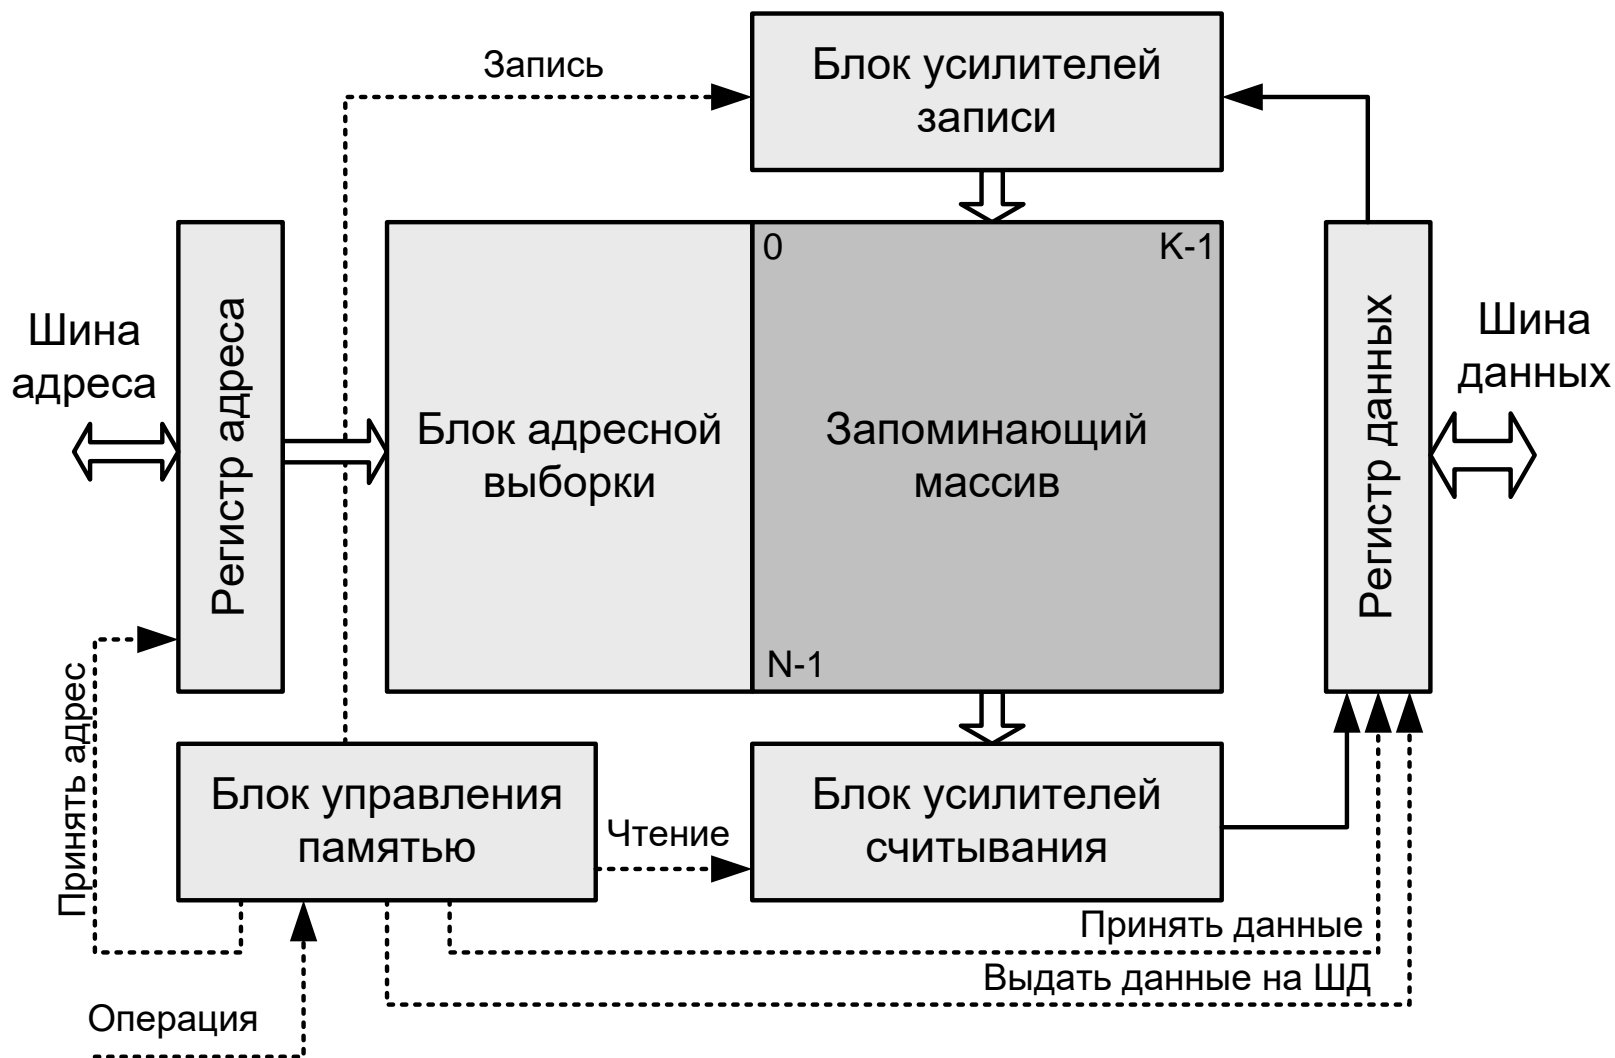 Запись
Блок усилителей
записи
0
K-1
Шина
адреса
Регистр адреса
Блок адресной
выборки
Запоминающий
массив
Регистр данных
Шина
данных
N-1
Принять адрес
Блок управления
памятью
Чтение
Блок усилителей
считывания
Принять данные
Выдать данные на ШД
Операция